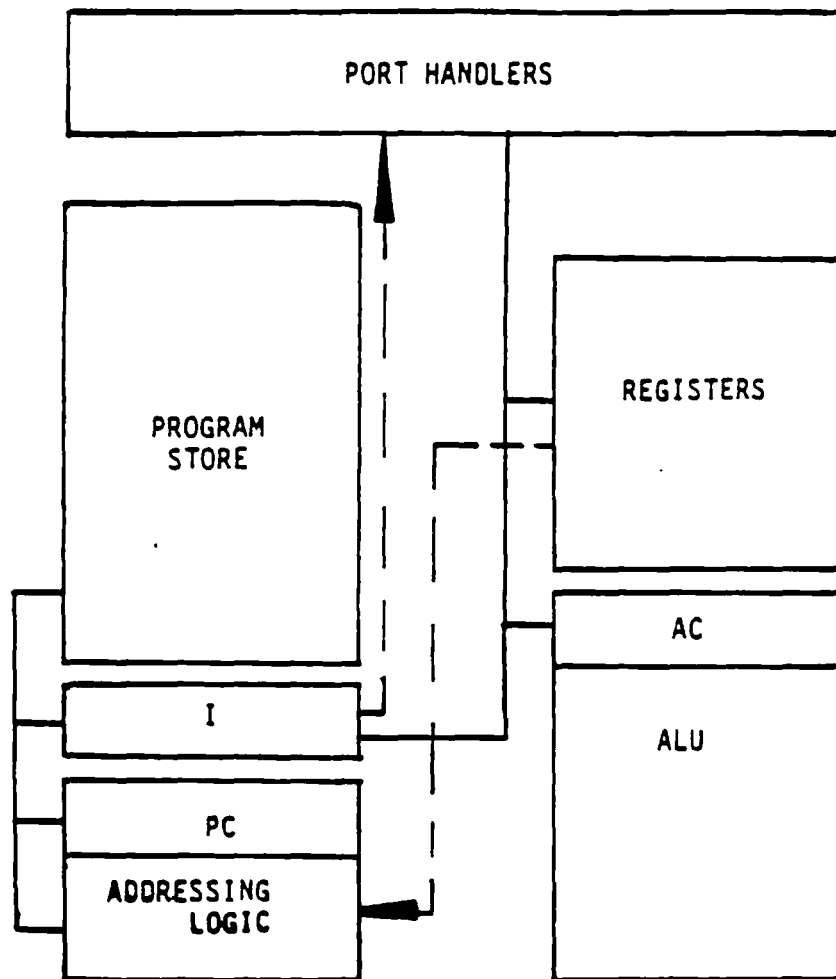 PORT HANDLERS
PROGRAM
STORE
REGISTERS
I
AC
ALU
PC
ADDRESSING
LOGIC